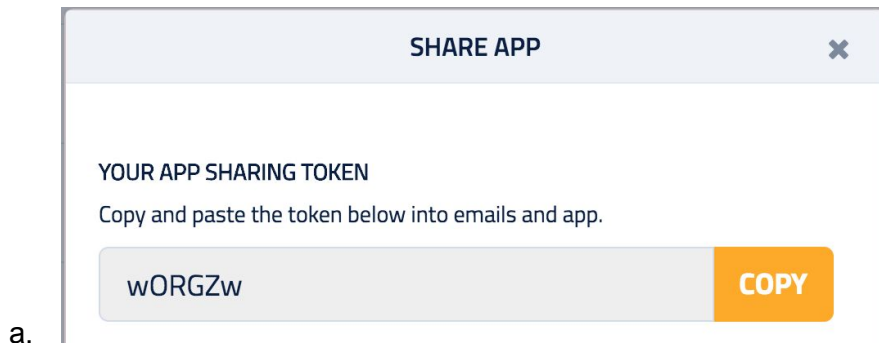 SHARE APP
YOUR APP SHARING TOKEN
Copy and paste the token below into emails and app.
wORGZw COPY
a.